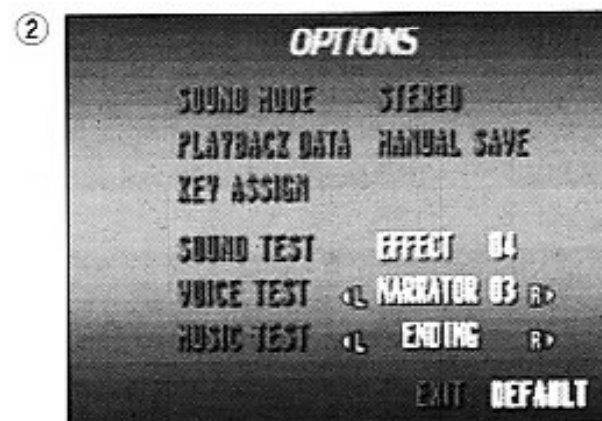 ②
OPTIONS
SOUND MODE STEREO
PLAYBACK DATA MANUAL SAVE
KEY ASSIGN
SOUND TEST EFFECT 04
VOICE TEST L NARRATOR 03 R
MUSIC TEST L ENDING R
EXIT DEFAULT